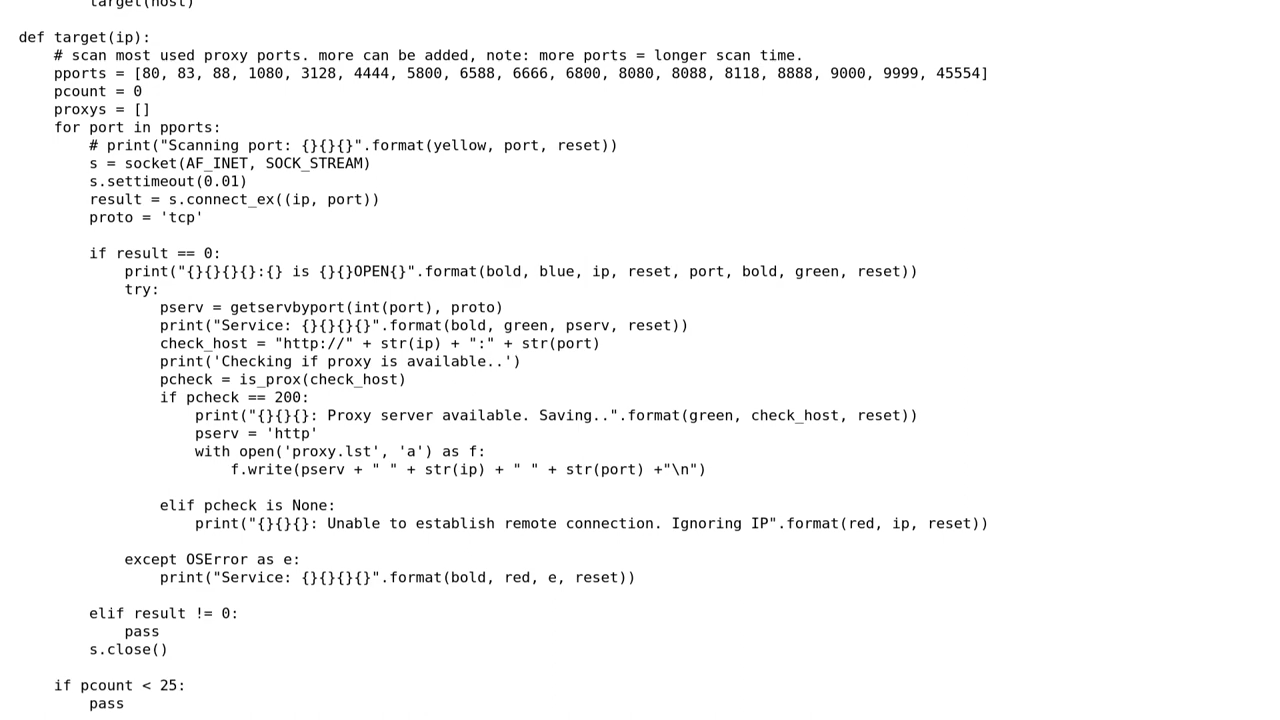 target(host)
def target(ip):
    # scan most used proxy ports. more can be added, note: more ports = longer scan time.
    pports = [80, 83, 88, 1080, 3128, 4444, 5800, 6588, 6666, 6800, 8080, 8088, 8118, 8888, 9000, 9999, 45554]
    pcount = 0
    proxys = []
    for port in pports:
        # print("Scanning port: {}{}{}".format(yellow, port, reset))
        s = socket(AF_INET, SOCK_STREAM)
        s.settimeout(0.01)
        result = s.connect_ex((ip, port))
        proto = 'tcp'
        if result == 0:
            print("{}{}{}{}:{} is {}{}OPEN{}".format(bold, blue, ip, reset, port, bold, green, reset))
            try:
                pserv = getservbyport(int(port), proto)
                print("Service: {}{}{}{}".format(bold, green, pserv, reset))
                check_host = "http://" + str(ip) + ":" + str(port)
                print('Checking if proxy is available..')
                pcheck = is_prox(check_host)
                if pcheck == 200:
                    print("{}{}{}: Proxy server available. Saving..".format(green, check_host, reset))
                    pserv = 'http'
                    with open('proxy.lst', 'a') as f:
                        f.write(pserv + " " + str(ip) + " " + str(port) +"\n")
                elif pcheck is None:
                    print("{}{}{}: Unable to establish remote connection. Ignoring IP".format(red, ip, reset))
            except OSError as e:
                print("Service: {}{}{}{}".format(bold, red, e, reset))
        elif result != 0:
            pass
        s.close()
    if pcount < 25:
        pass